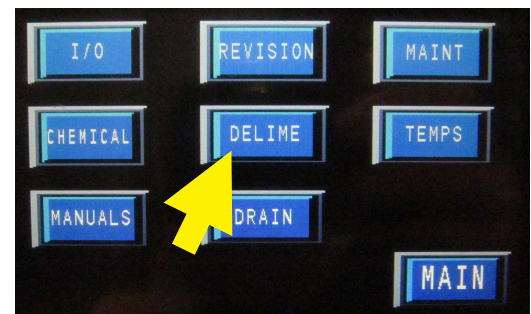 I/O
REVISION
MAINT
CHEMICAL
DELIME
TEMPS
MANUALS
DRAIN
MAIN